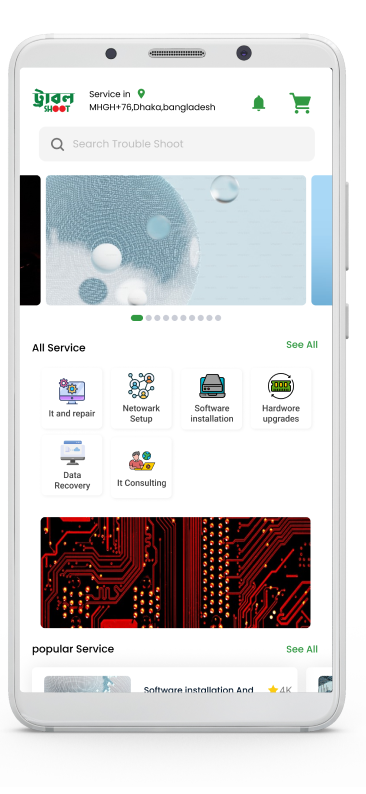 ট্রাবল
SHOOT
Service in
MHGH+76,Dhaka,bangladesh
Search Trouble Shoot
All Service
See All
It and repair
Netowark
Setup
Software
installation
Hardwore
upgrades
Data
Recovery
It Consulting
popular Service
See All
Software installation And
4K